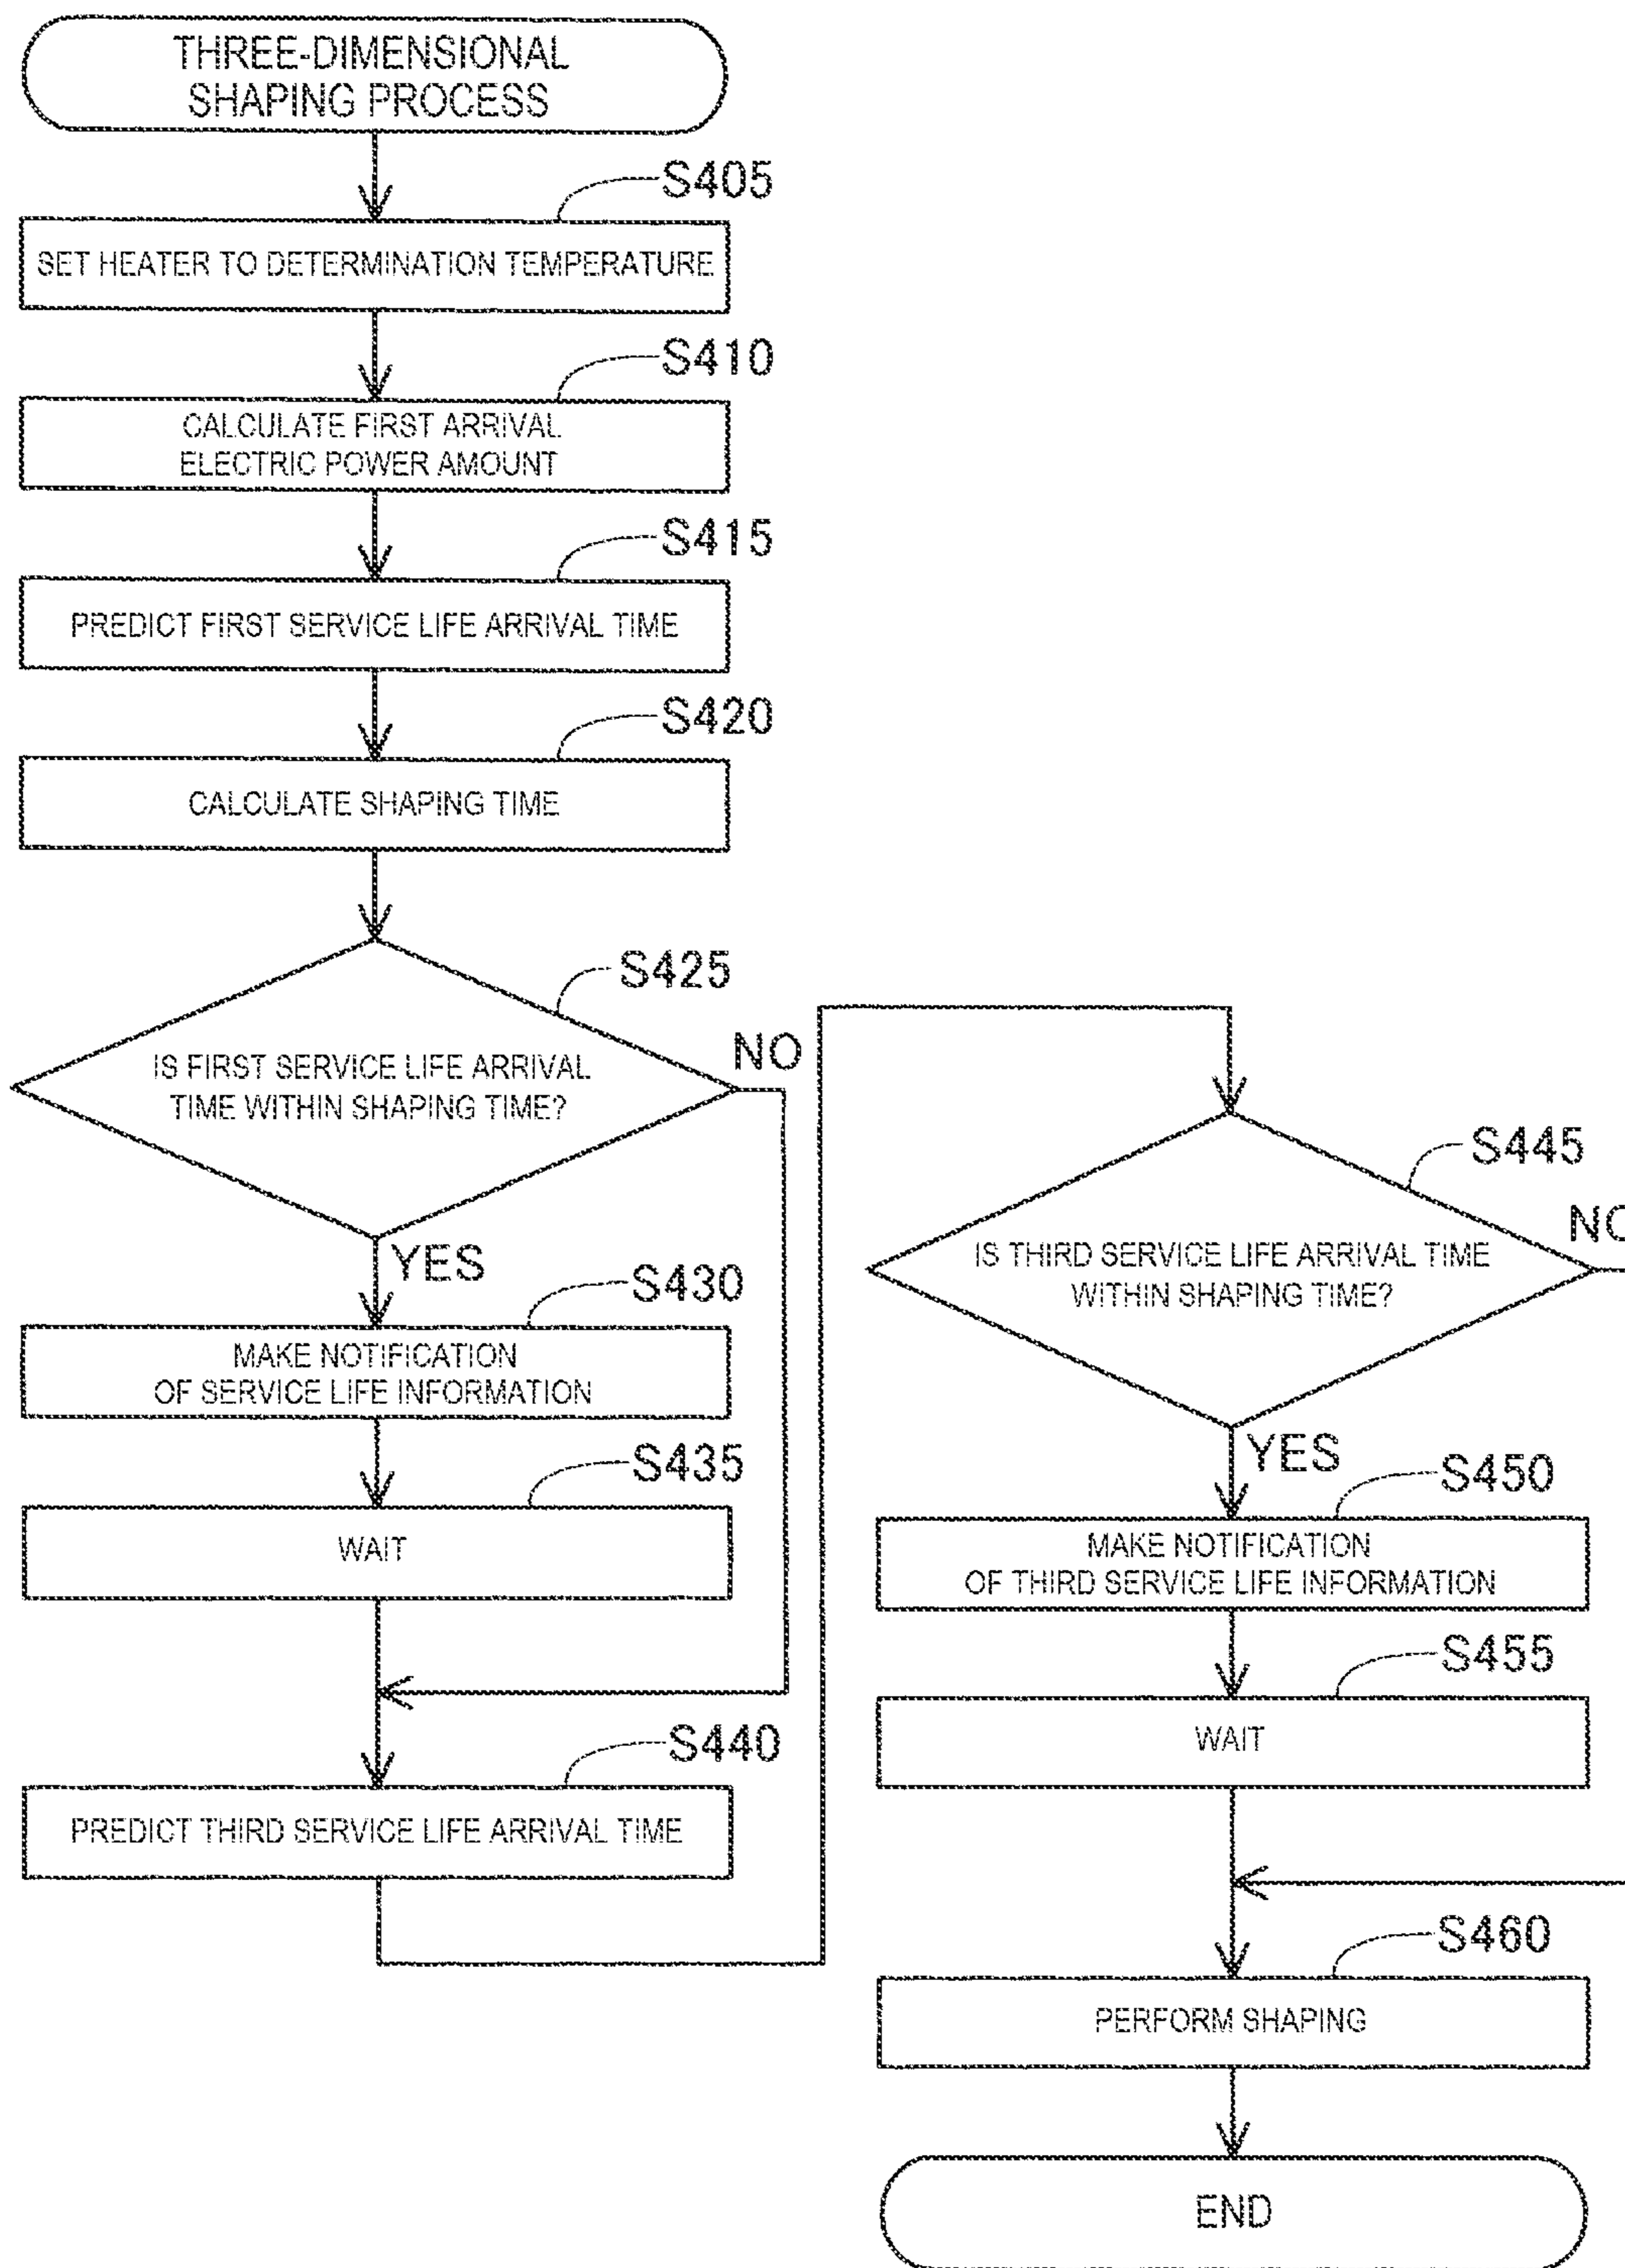 THREE-DIMENSIONAL
SHAPING PROCESS
S405
SET HEATER TO DETERMINATION TEMPERATURE
S410
CALCULATE FIRST ARRIVAL
ELECTRIC POWER AMOUNT
S415
PREDICT FIRST SERVICE LIFE ARRIVAL TIME
S420
CALCULATE SHAPING TIME
S425
NO
IS FIRST SERVICE LIFE ARRIVAL
TIME WITHIN SHAPING TIME?
YES
S430
MAKE NOTIFICATION
OF SERVICE LIFE INFORMATION
S435
WAIT
S440
PREDICT THIRD SERVICE LIFE ARRIVAL TIME
S445
NO
IS THIRD SERVICE LIFE ARRIVAL TIME
WITHIN SHAPING TIME?
YES
S450
MAKE NOTIFICATION
OF THIRD SERVICE LIFE INFORMATION
S455
WAIT
S460
PERFORM SHAPING
END